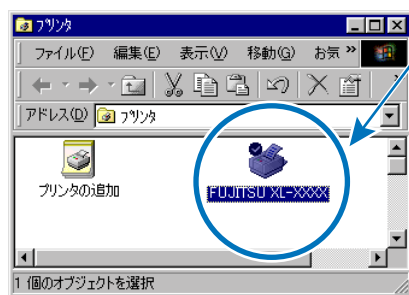 プリンタ
ファイル(F) 編集(E) 表示(V) 移動(G) お気 »
アドレス(D) プリンタ
プリンタの追加
FUJITSU XL-XXXX
1 個のオブジェクトを選択